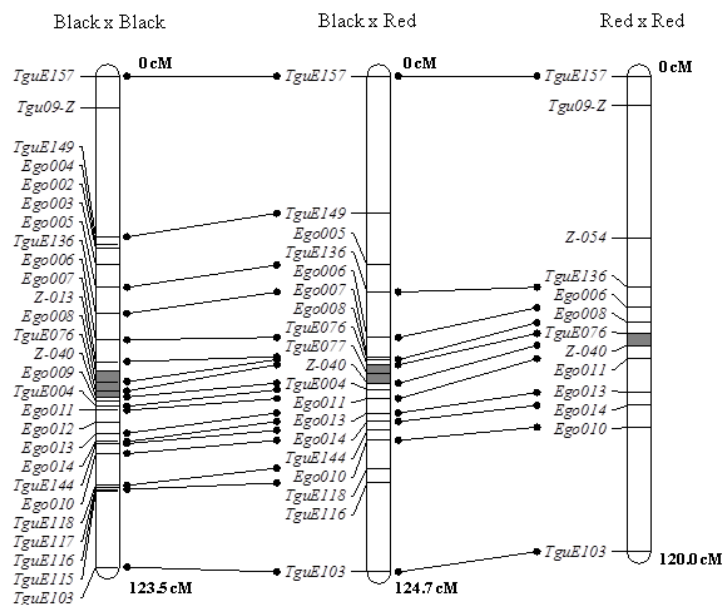 Black x Black
Black x Red
Red x Red
0 cM
TguE157
Tgu09-Z
TguE149
Ego004
Ego002
Ego003
Ego005
TguE136
Ego006
Ego007
Z-013
Ego008
TguE076
Z-040
Ego009
TguE004
Ego011
Ego012
Ego013
Ego014
TguE144
Ego010
TguE118
TguE117
TguE116
TguE115
TguE103
123.5 cM
0 cM
TguE157
TguE149
Ego005
TguE136
Ego006
Ego007
Ego008
TguE076
TguE077
Z-040
TguE004
Ego011
Ego013
Ego014
TguE144
Ego010
TguE118
TguE116
TguE103
124.7 cM
0 cM
TguE157
Tgu09-Z
Z-054
TguE136
Ego006
Ego008
TguE076
Z-040
Ego011
Ego013
Ego014
Ego010
TguE103
120.0 cM